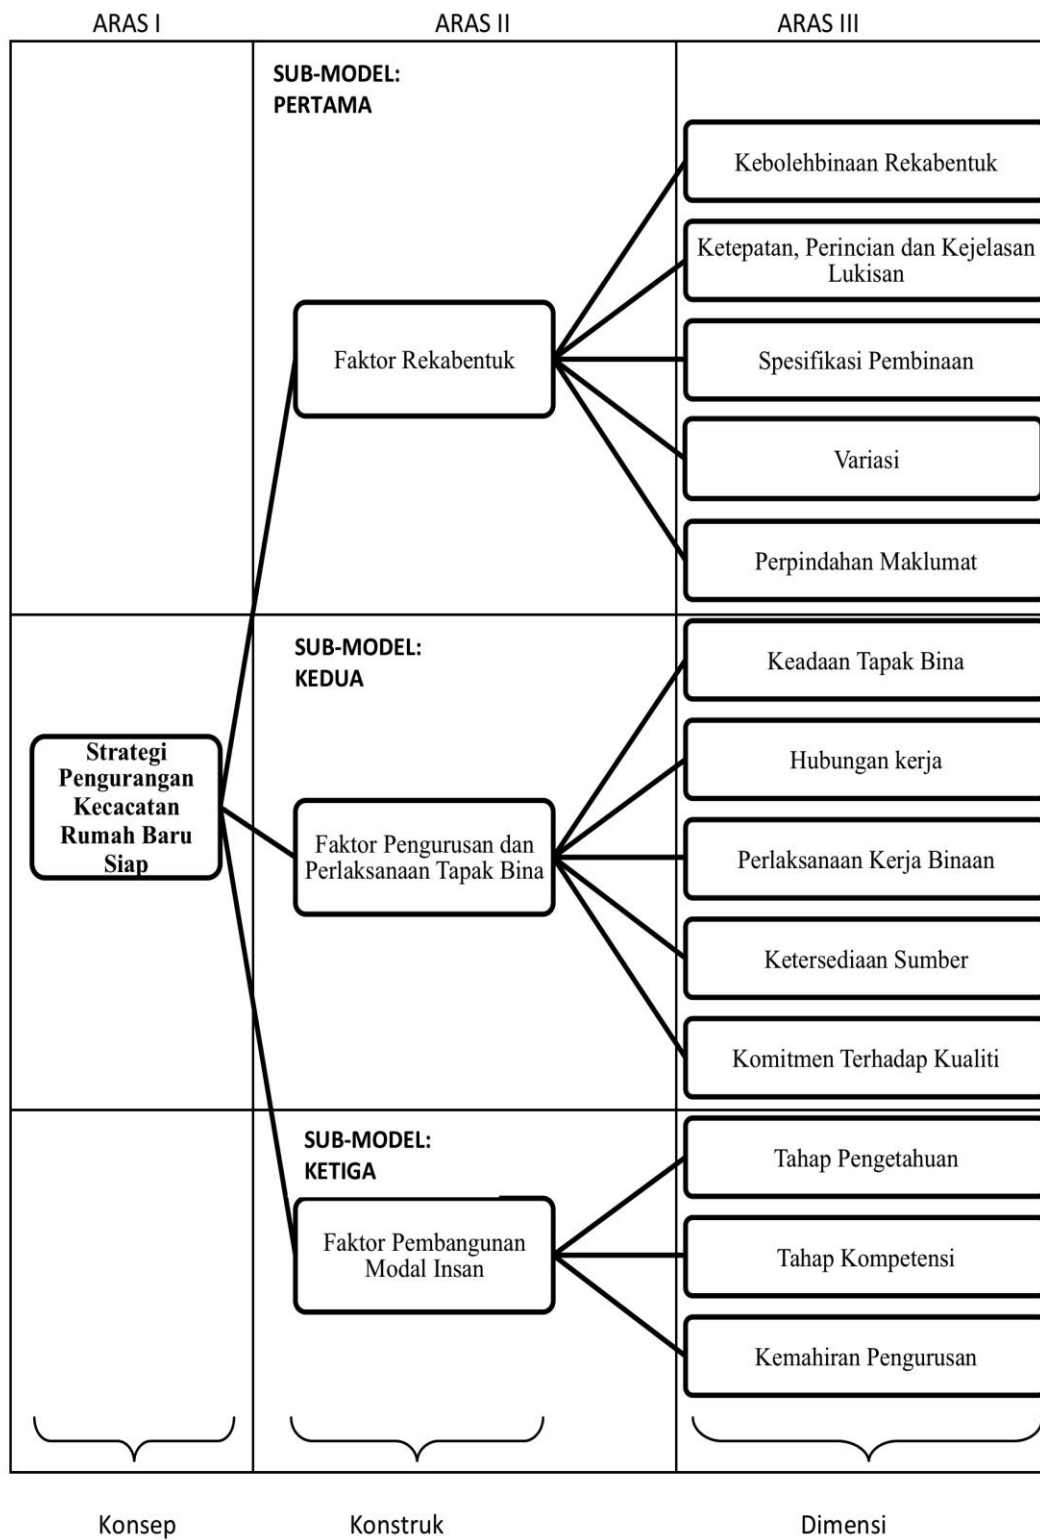 ARAS I
ARAS II
ARAS III
SUB-MODEL:
PERTAMA
Kebolehbinaan Rekabentuk
Ketepatan, Perincian dan Kejelasan
Lukisan
Faktor Rekabentuk
Spesifikasi Pembinaan
Variasi
Perpindahan Maklumat
SUB-MODEL:
KEDUA
Keadaan Tapak Bina
Hubungan kerja
Strategi
Pengurangan
Kecacatan
Rumah Baru
Siap
Faktor Pengurusan dan
Perlaksanaan Tapak Bina
Perlaksanaan Kerja Binaan
Ketersediaan Sumber
Komitmen Terhadap Kualiti
SUB-MODEL:
KETIGA
Tahap Pengetahuan
Faktor Pembangunan
Modal Insan
Tahap Kompetensi
Kemahiran Pengurusan
Konsep
Konstruk
Dimensi